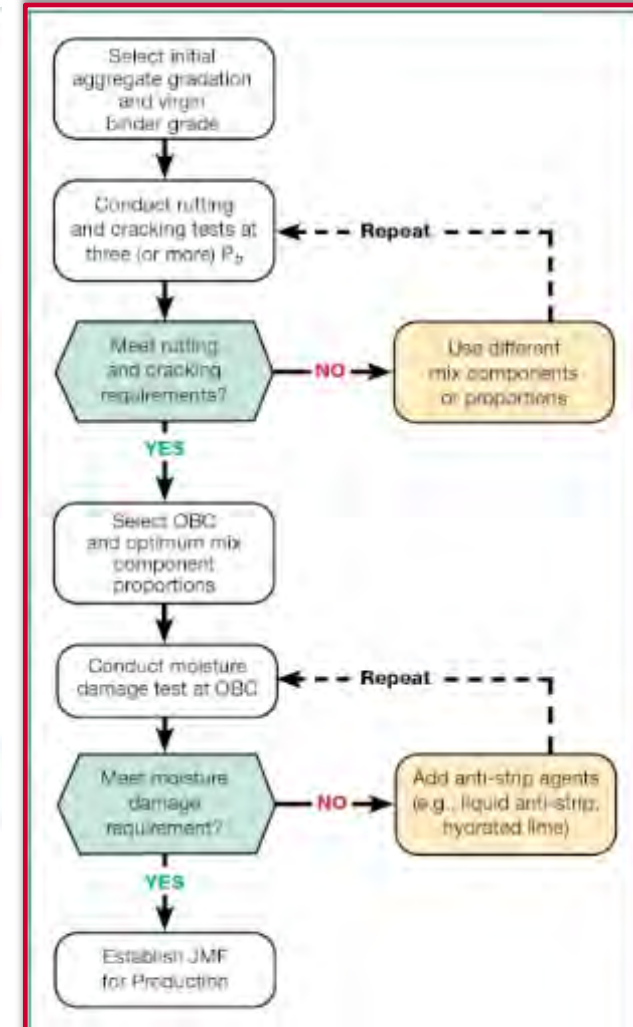 Select initial
aggregate gradation
and virgin
binder grade
Conduct rutting
and cracking tests at
three (or more) Pb
Repeat
Meet rutting
and cracking
requirements?
NO
Use different
mix components
or proportions
YES
Select OBC
and optimum mix
component
proportions
Conduct moisture
damage test at OBC
Repeat
Meet moisture
damage
requirement?
NO
Add anti-strip agents
(e.g., liquid anti-strip,
hydrated lime)
YES
Establish JMF
for Production